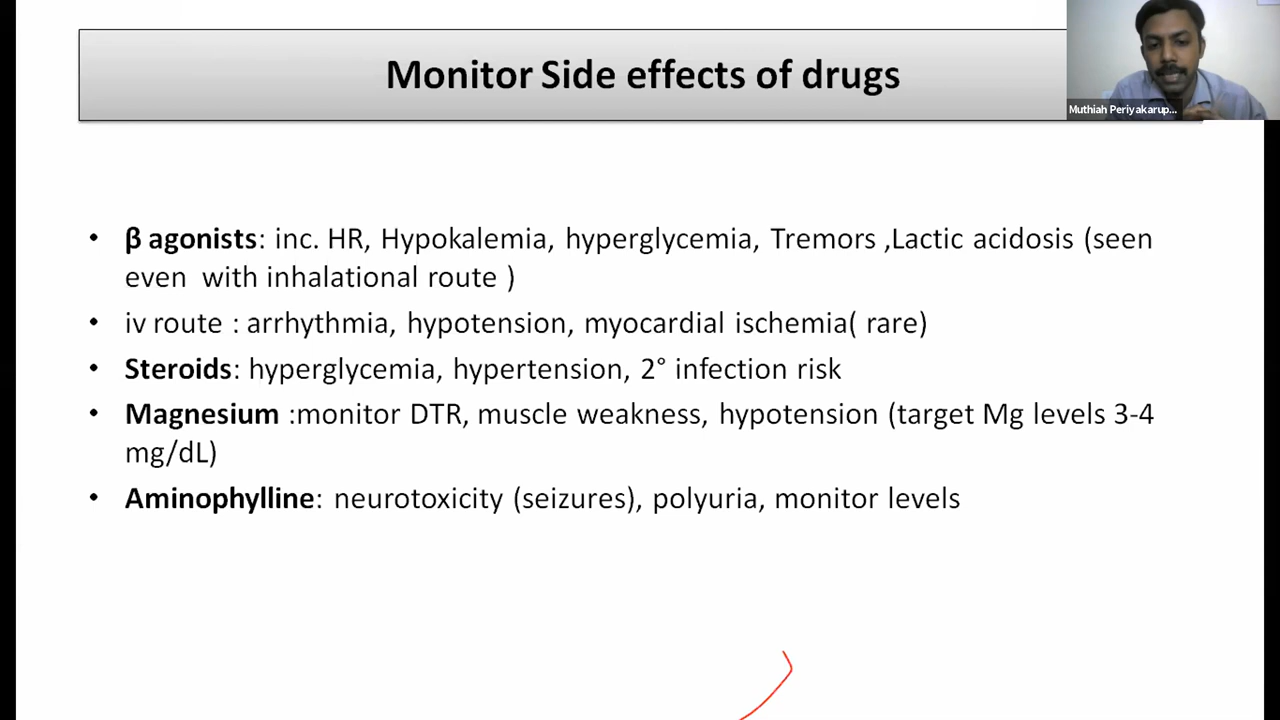 Monitor Side effects of drugs
Muthiah Periyakarup...
• β agonists: inc. HR, Hypokalemia, hyperglycemia, Tremors ,Lactic acidosis (seen
even with inhalational route )
• iv route : arrhythmia, hypotension, myocardial ischemia( rare)
• Steroids: hyperglycemia, hypertension, 2° infection risk
• Magnesium :monitor DTR, muscle weakness, hypotension (target Mg levels 3-4
mg/dL)
• Aminophylline: neurotoxicity (seizures), polyuria, monitor levels